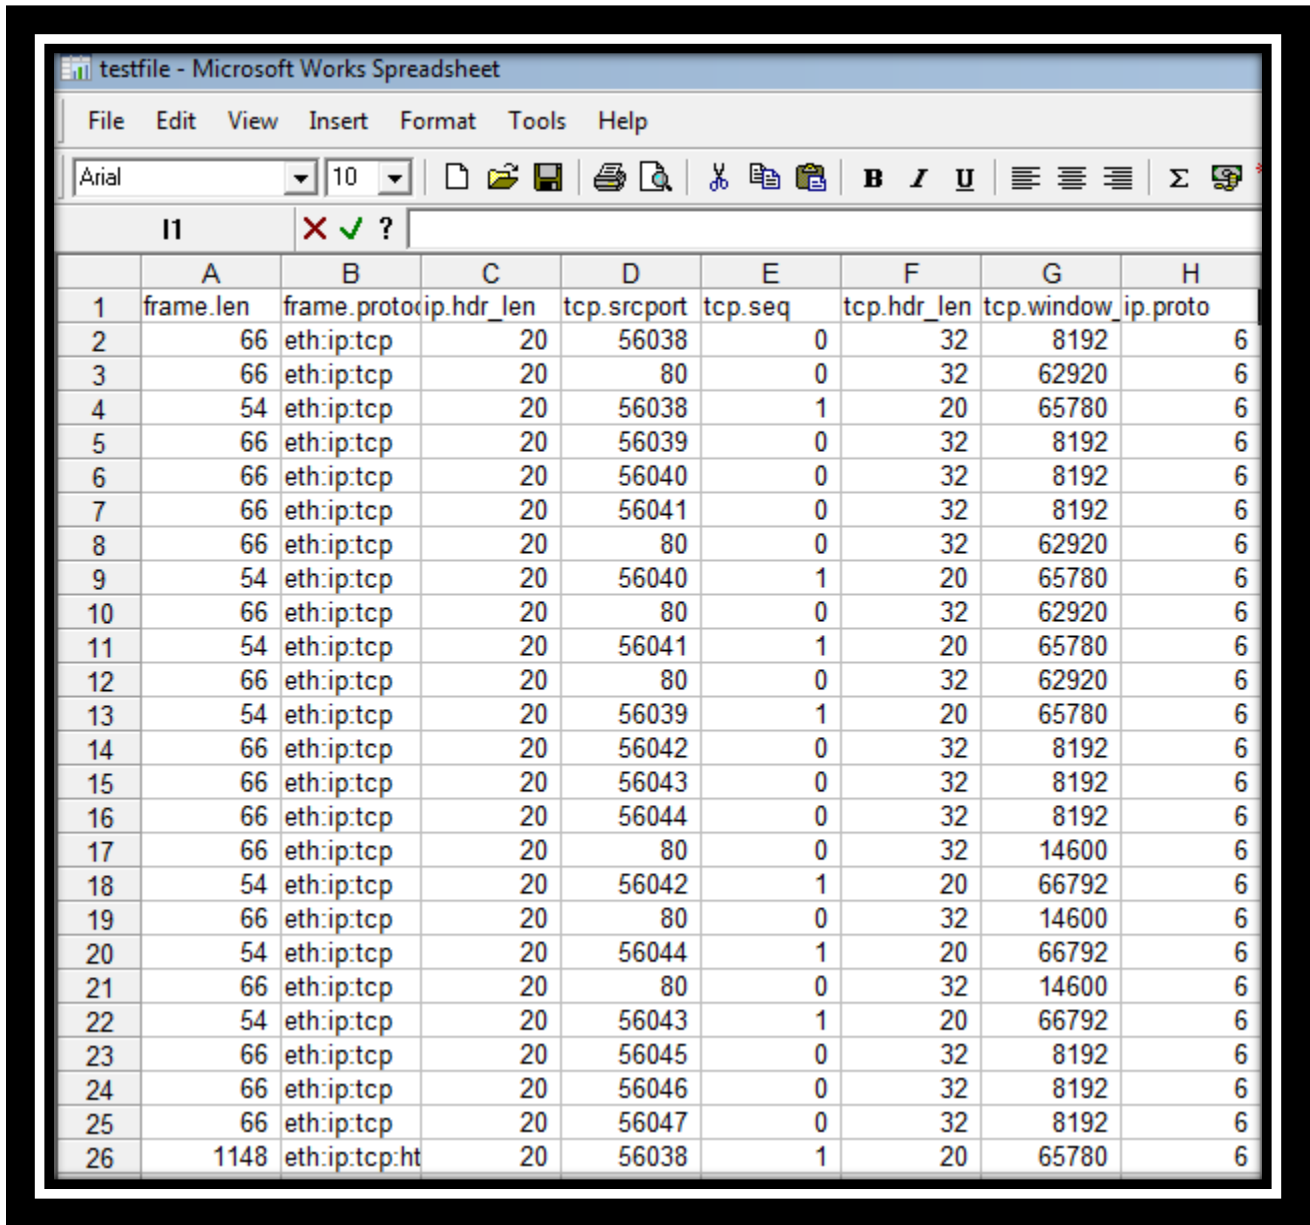 testfile - Microsoft Works Spreadsheet
File Edit View Insert Format Tools Help
Arial 10 B I U Σ
I1 ?
A B C D E F G H
1 frame.len frame.protoc ip.hdr_len tcp.srcport tcp.seq tcp.hdr_len tcp.window_ ip.proto
2 66 eth:ip:tcp 20 56038 0 32 8192 6
3 66 eth:ip:tcp 20 80 0 32 62920 6
4 54 eth:ip:tcp 20 56038 1 20 65780 6
5 66 eth:ip:tcp 20 56039 0 32 8192 6
6 66 eth:ip:tcp 20 56040 0 32 8192 6
7 66 eth:ip:tcp 20 56041 0 32 8192 6
8 66 eth:ip:tcp 20 80 0 32 62920 6
9 54 eth:ip:tcp 20 56040 1 20 65780 6
10 66 eth:ip:tcp 20 80 0 32 62920 6
11 54 eth:ip:tcp 20 56041 1 20 65780 6
12 66 eth:ip:tcp 20 80 0 32 62920 6
13 54 eth:ip:tcp 20 56039 1 20 65780 6
14 66 eth:ip:tcp 20 56042 0 32 8192 6
15 66 eth:ip:tcp 20 56043 0 32 8192 6
16 66 eth:ip:tcp 20 56044 0 32 8192 6
17 66 eth:ip:tcp 20 80 0 32 14600 6
18 54 eth:ip:tcp 20 56042 1 20 66792 6
19 66 eth:ip:tcp 20 80 0 32 14600 6
20 54 eth:ip:tcp 20 56044 1 20 66792 6
21 66 eth:ip:tcp 20 80 0 32 14600 6
22 54 eth:ip:tcp 20 56043 1 20 66792 6
23 66 eth:ip:tcp 20 56045 0 32 8192 6
24 66 eth:ip:tcp 20 56046 0 32 8192 6
25 66 eth:ip:tcp 20 56047 0 32 8192 6
26 1148 eth:ip:tcp:ht 20 56038 1 20 65780 6